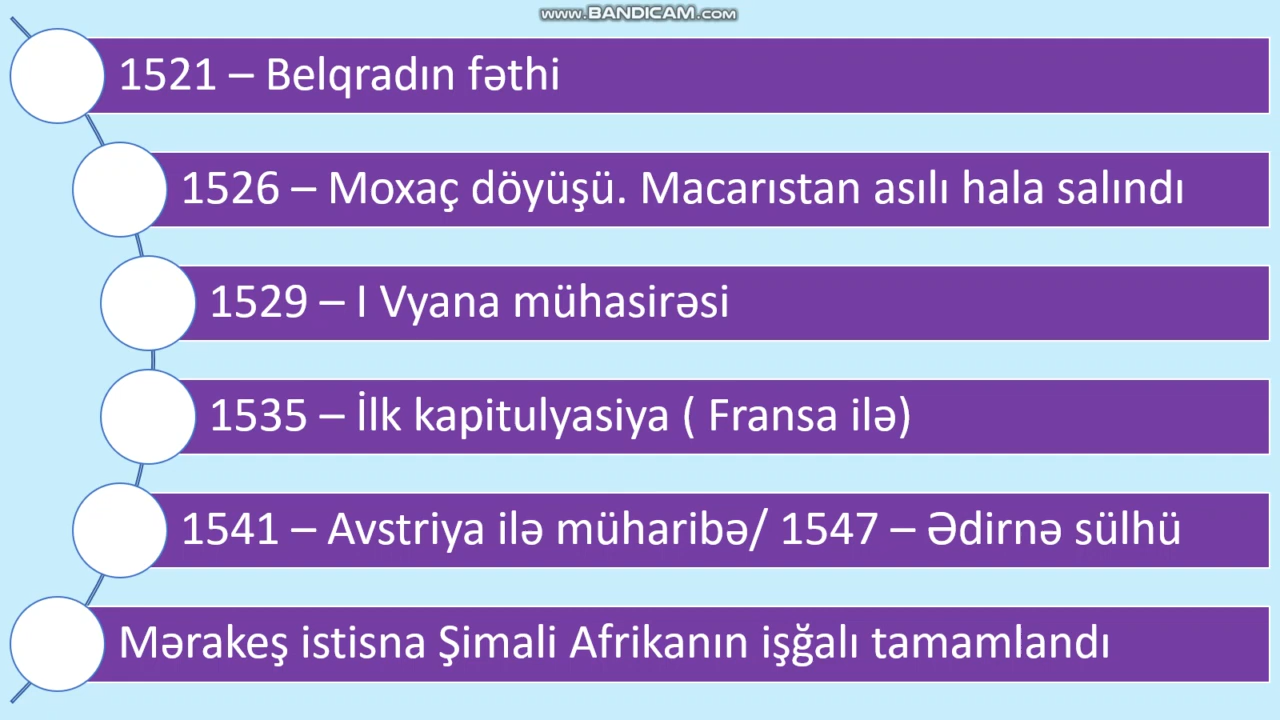 www.BANDICAM.com
1521 – Belqradın fəthi
1526 – Moxaç döyüşü. Macarıstan asılı hala salındı
1529 – I Vyana mühasirəsi
1535 – İlk kapitulyasiya ( Fransa ilə)
1541 – Avstriya ilə müharibə/ 1547 – Ədirnə sülhü
Mərakeş istisna Şimali Afrikanın işğalı tamamlandı